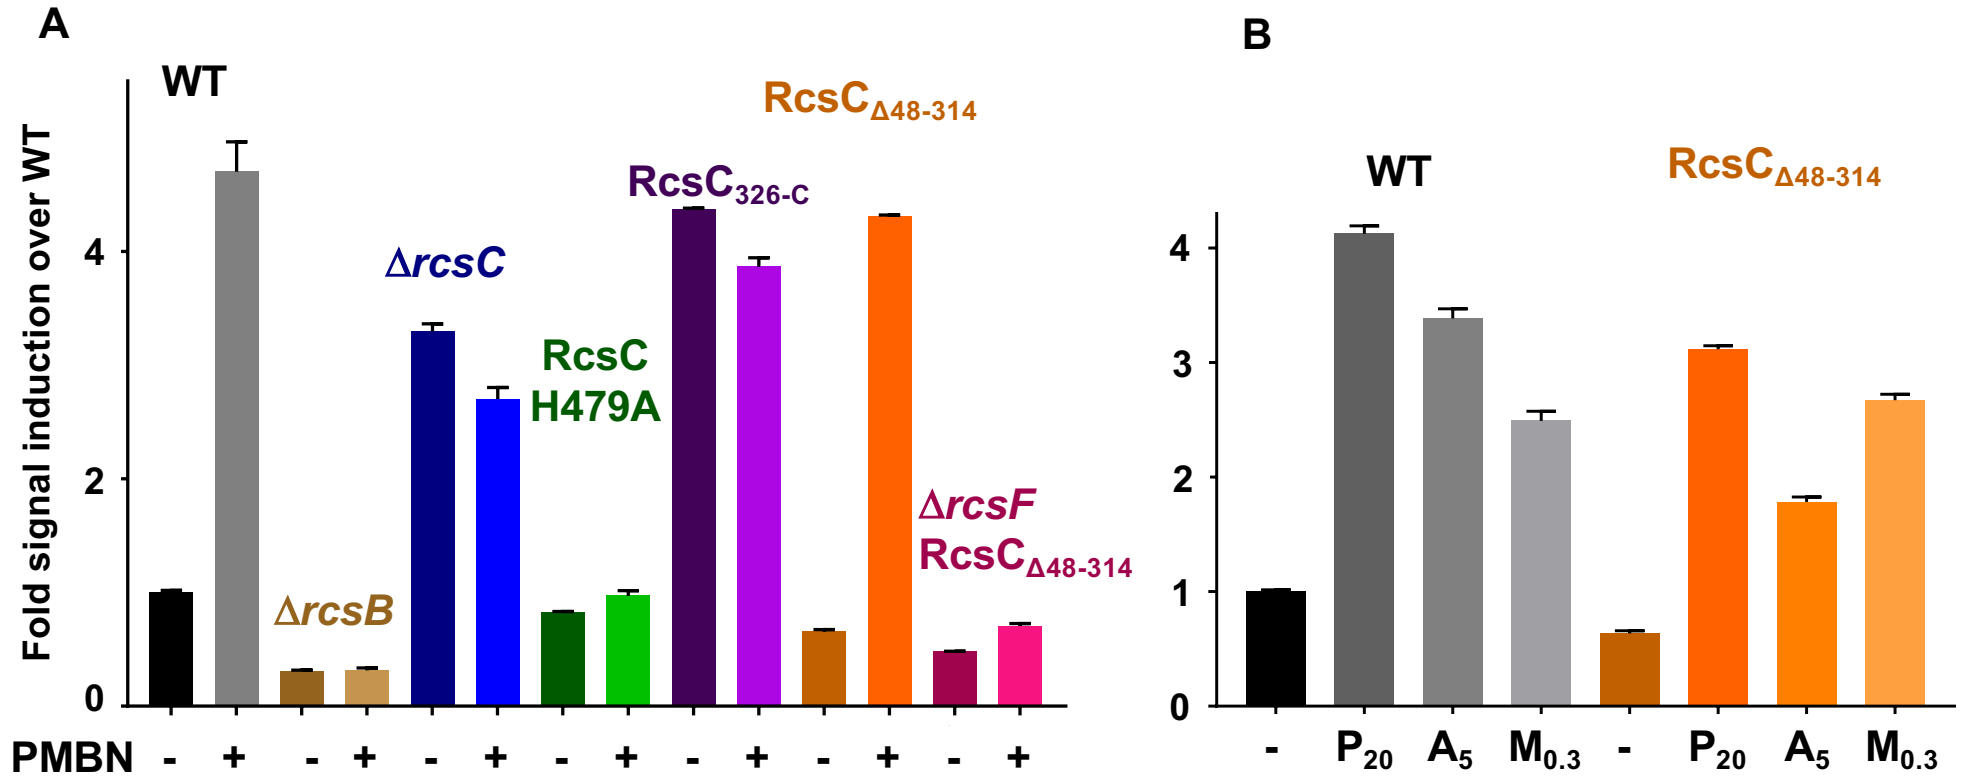 A
B
WT
RcsCΔ48-314
RcsC326-C
ΔrcsC
RcsC
H479A
ΔrcsB
ΔrcsF
RcsCΔ48-314
Fold signal induction over WT
4
2
0
PMBN - + - + - + - + - + - + - +
WT
RcsCΔ48-314
4
3
2
1
0
- P20 A5 M0.3 - P20 A5 M0.3